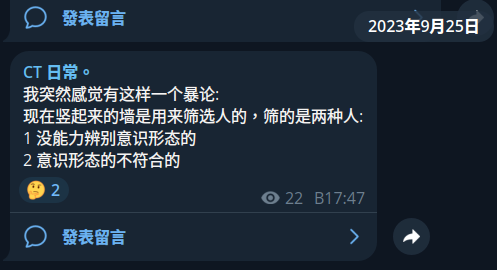 發表留言
2023年9月25日
CT 日常。
我突然感觉有这样一个暴论:
现在竖起来的墙是用来筛选人的，筛的是两种人:
1 没能力辨别意识形态的
2 意识形态的不符合的
🤔 2
22 B17:47
發表留言